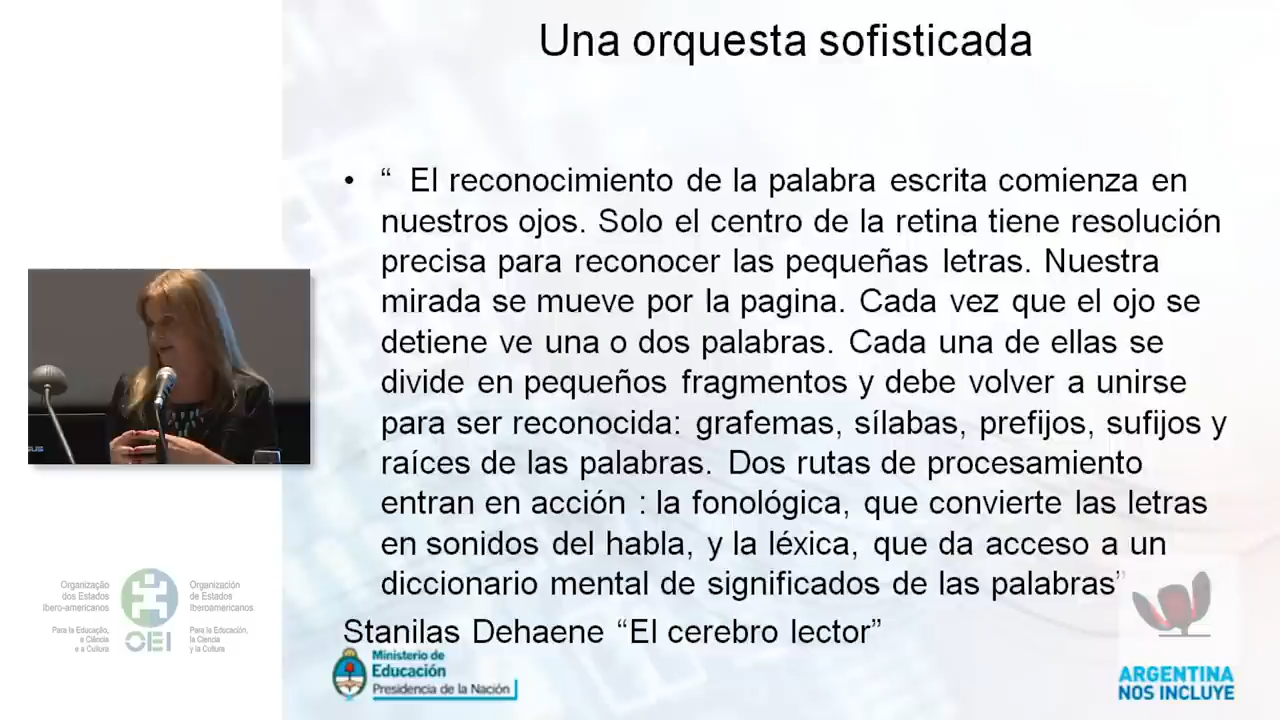 Una orquesta sofisticada
• “ El reconocimiento de la palabra escrita comienza en
nuestros ojos. Solo el centro de la retina tiene resolución
precisa para reconocer las pequeñas letras. Nuestra
mirada se mueve por la pagina. Cada vez que el ojo se
detiene ve una o dos palabras. Cada una de ellas se
divide en pequeños fragmentos y debe volver a unirse
para ser reconocida: grafemas, sílabas, prefijos, sufijos y
raíces de las palabras. Dos rutas de procesamiento
entran en acción : la fonológica, que convierte las letras
en sonidos del habla, y la léxica, que da acceso a un
diccionario mental de significados de las palabras”
Stanilas Dehaene “El cerebro lector”
Organização
dos Estados
Ibero-americanos
Para la Educação,
a Ciência
e a Cultura
OEI
Organización
de Estados
Iberoamericanos
Para la Educación,
la Ciencia
y la Cultura
Ministerio de
Educación
Presidencia de la Nación
ARGENTINA
NOS INCLUYE